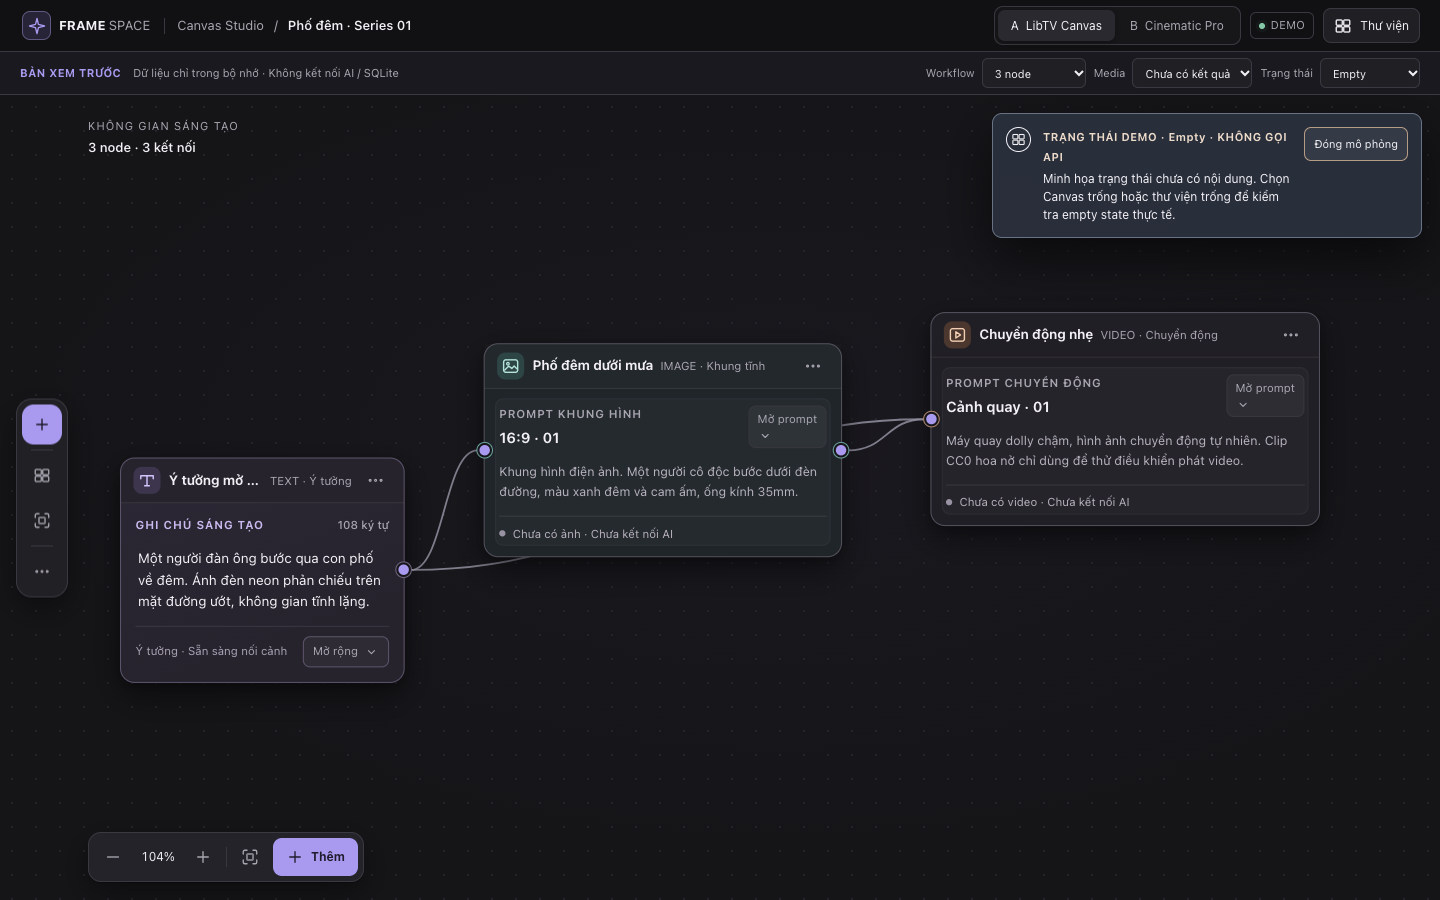 FRAME SPACE
Canvas Studio / Phố đêm · Series 01
A LibTV Canvas
B Cinematic Pro
DEMO
Thư viện
BẢN XEM TRƯỚC Dữ liệu chỉ trong bộ nhớ · Không kết nối AI / SQLite
Workflow 3 node
Media Chưa có kết quả
Trạng thái Empty
KHÔNG GIAN SÁNG TẠO
3 node · 3 kết nối
TRẠNG THÁI DEMO · Empty · KHÔNG GỌI
API
Minh họa trạng thái chưa có nội dung. Chọn
Canvas trống hoặc thư viện trống để kiểm
tra empty state thực tế.
Đóng mô phỏng
Chuyển động nhẹ VIDEO · Chuyển động
PROMPT CHUYỂN ĐỘNG
Mở prompt
Cảnh quay · 01
Máy quay dolly chậm, hình ảnh chuyển động tự nhiên. Clip
CC0 hoa nở chỉ dùng để thử điều khiển phát video.
Chưa có video · Chưa kết nối AI
Phố đêm dưới mưa IMAGE · Khung tĩnh
PROMPT KHUNG HÌNH
Mở prompt
16:9 · 01
Khung hình điện ảnh. Một người cô độc bước dưới đèn
đường, màu xanh đêm và cam ấm, ống kính 35mm.
Chưa có ảnh · Chưa kết nối AI
Ý tưởng mở ... TEXT · Ý tưởng
GHI CHÚ SÁNG TẠO 108 ký tự
Một người đàn ông bước qua con phố
về đêm. Ánh đèn neon phản chiếu trên
mặt đường ướt, không gian tĩnh lặng.
Ý tưởng · Sẵn sàng nối cảnh
Mở rộng
104%
Thêm